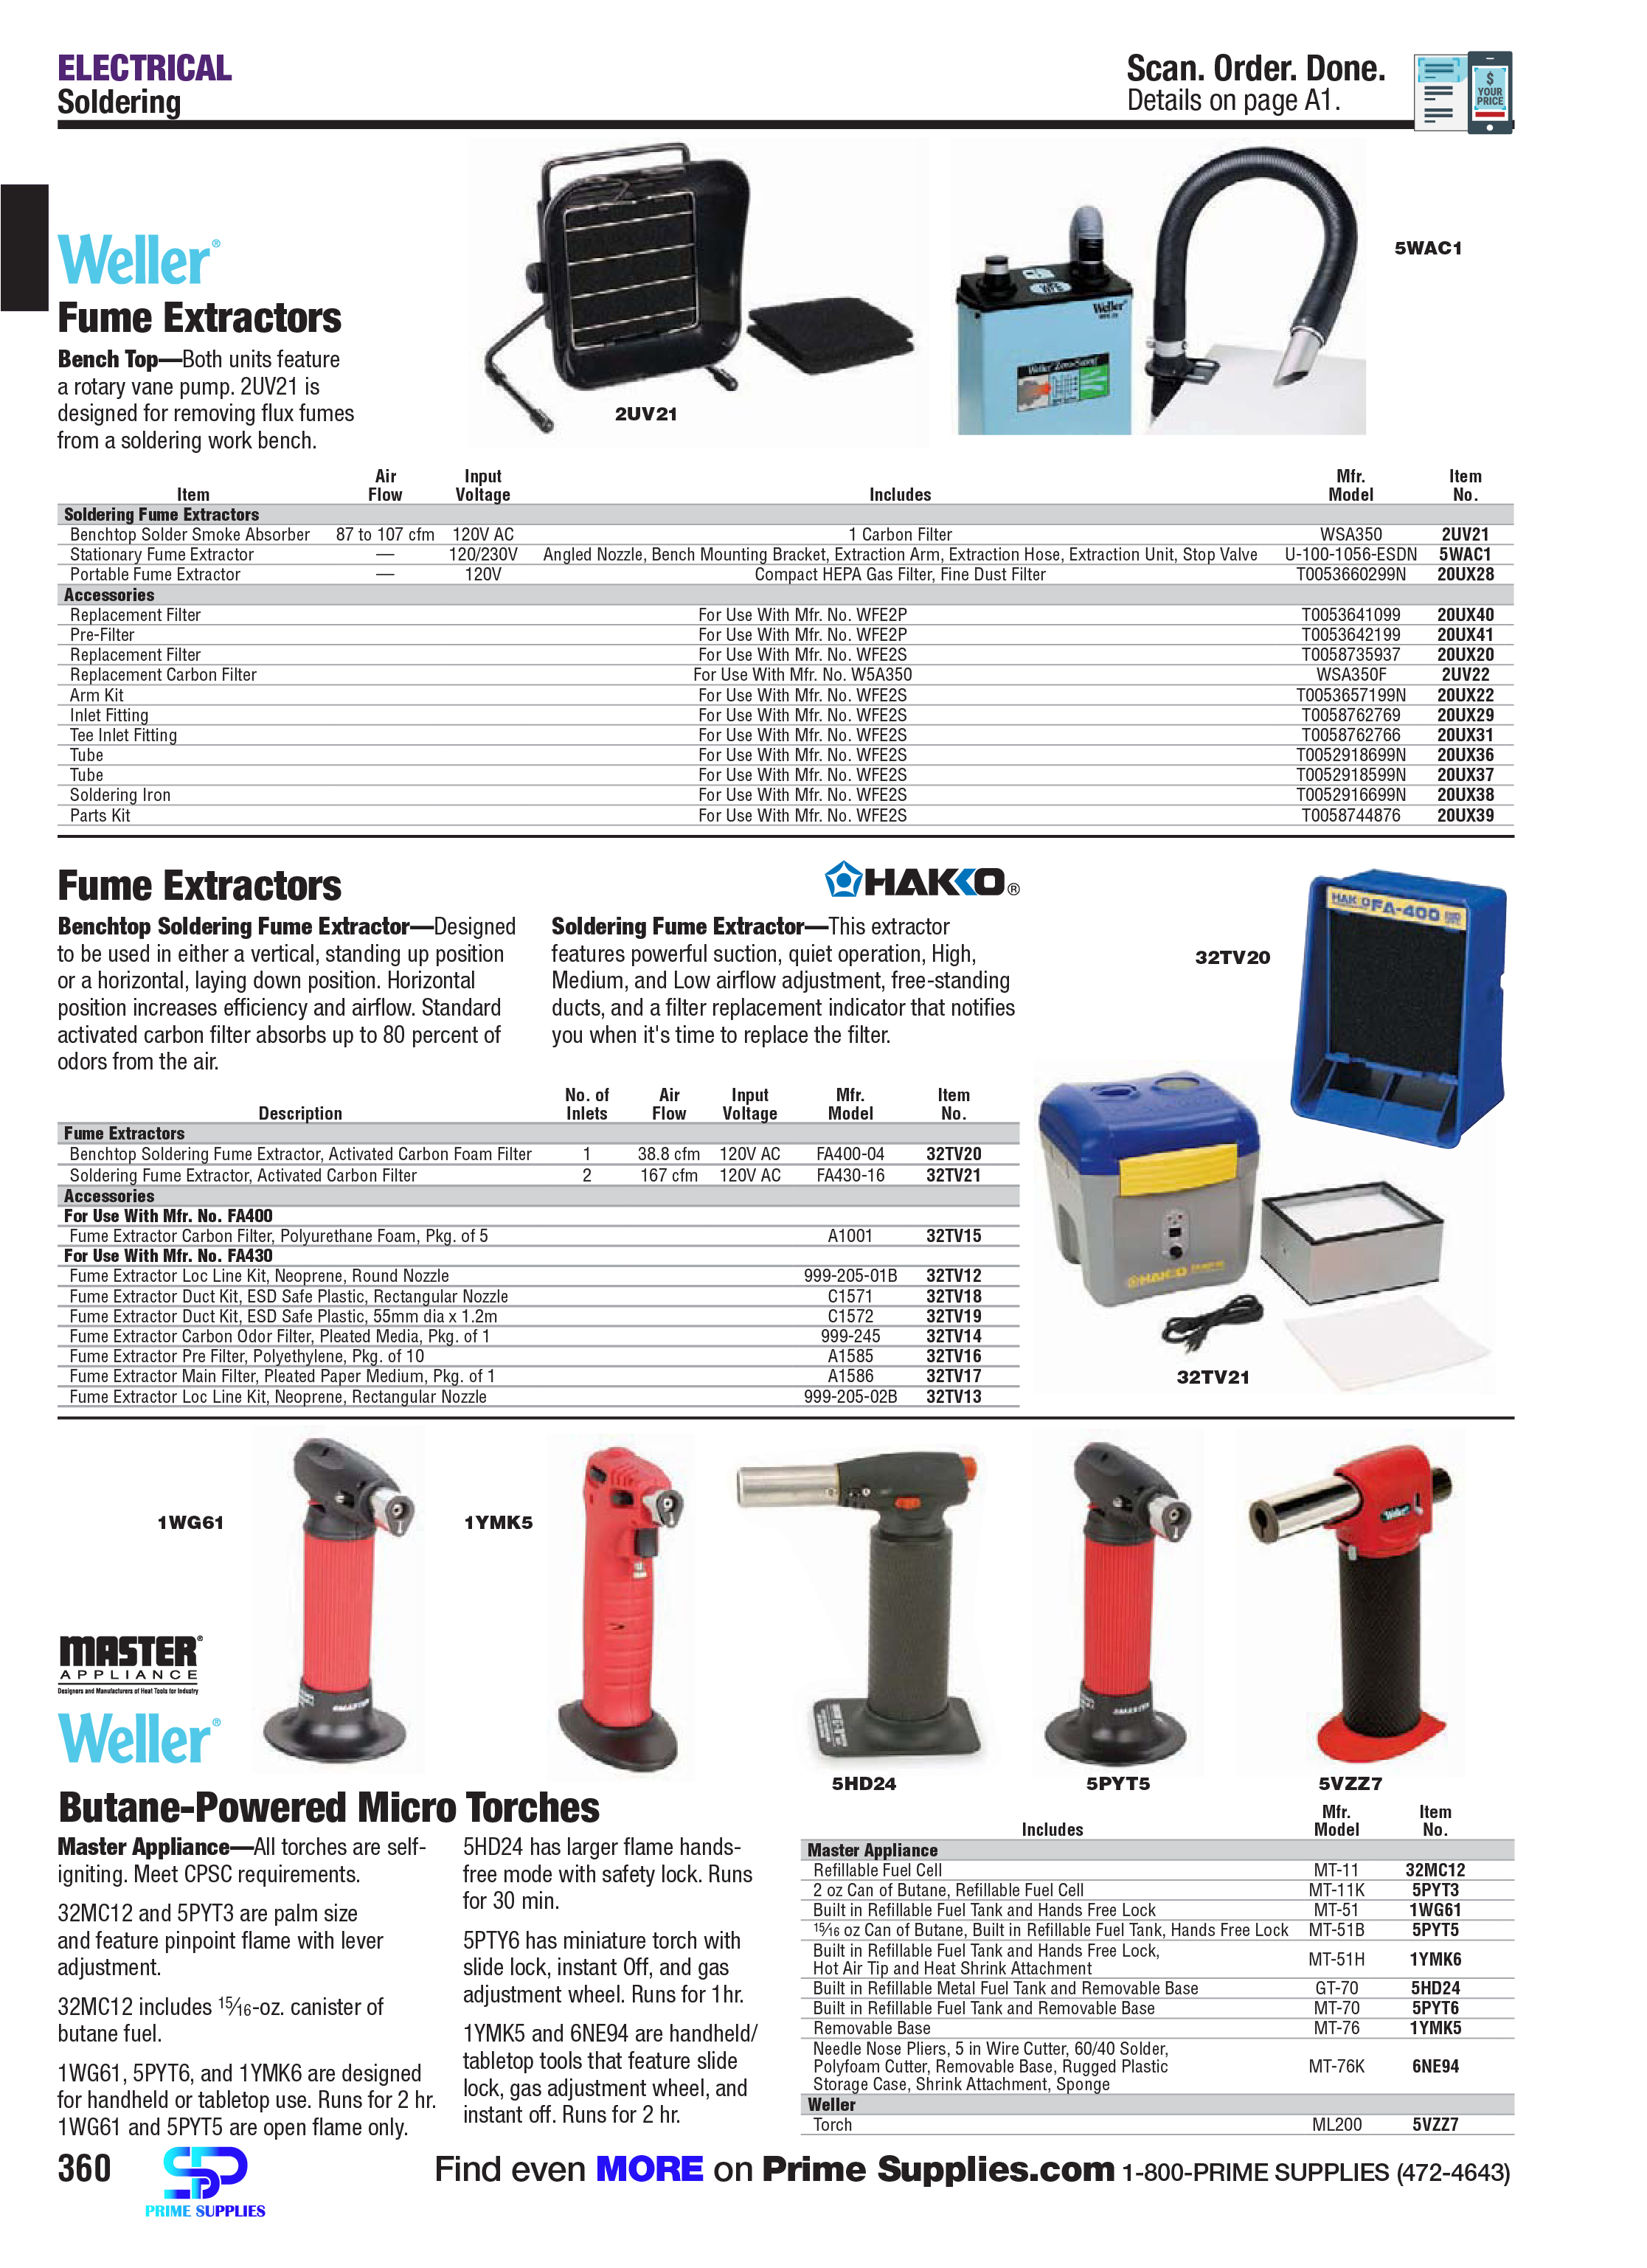 ELECTRICAL
Soldering
Scan. Order. Done.
Details on page A1.
$
YOUR
PRICE
Weller®
Fume Extractors
Bench Top—Both units feature
a rotary vane pump. 2UV21 is
designed for removing flux fumes
from a soldering work bench.
2UV21
Weller
5WAC1
Item Air Flow Input Voltage Includes Mfr. Model Item No.
Soldering Fume Extractors
Benchtop Solder Smoke Absorber 87 to 107 cfm 120V AC 1 Carbon Filter WSA350 2UV21
Stationary Fume Extractor — 120/230V Angled Nozzle, Bench Mounting Bracket, Extraction Arm, Extraction Hose, Extraction Unit, Stop Valve U-100-1056-ESDN 5WAC1
Portable Fume Extractor — 120V Compact HEPA Gas Filter, Fine Dust Filter T0053660299N 20UX28
Accessories
Replacement Filter For Use With Mfr. No. WFE2P T0053641099 20UX40
Pre-Filter For Use With Mfr. No. WFE2P T0053642199 20UX41
Replacement Filter For Use With Mfr. No. WFE2S T0058735937 20UX20
Replacement Carbon Filter For Use With Mfr. No. W5A350 WSA350F 2UV22
Arm Kit For Use With Mfr. No. WFE2S T0053657199N 20UX22
Inlet Fitting For Use With Mfr. No. WFE2S T0058762769 20UX29
Tee Inlet Fitting For Use With Mfr. No. WFE2S T0058762766 20UX31
Tube For Use With Mfr. No. WFE2S T0052918699N 20UX36
Tube For Use With Mfr. No. WFE2S T0052918599N 20UX37
Soldering Iron For Use With Mfr. No. WFE2S T0052916699N 20UX38
Parts Kit For Use With Mfr. No. WFE2S T0058744876 20UX39
Fume Extractors
HAKKO®
Benchtop Soldering Fume Extractor—Designed
to be used in either a vertical, standing up position
or a horizontal, laying down position. Horizontal
position increases efficiency and airflow. Standard
activated carbon filter absorbs up to 80 percent of
odors from the air.
Soldering Fume Extractor—This extractor
features powerful suction, quiet operation, High,
Medium, and Low airflow adjustment, free-standing
ducts, and a filter replacement indicator that notifies
you when it's time to replace the filter.
32TV20
HAKKO FA-400
Description No. of Inlets Air Flow Input Voltage Mfr. Model Item No.
Fume Extractors
Benchtop Soldering Fume Extractor, Activated Carbon Foam Filter 1 38.8 cfm 120V AC FA400-04 32TV20
Soldering Fume Extractor, Activated Carbon Filter 2 167 cfm 120V AC FA430-16 32TV21
Accessories
For Use With Mfr. No. FA400
Fume Extractor Carbon Filter, Polyurethane Foam, Pkg. of 5 A1001 32TV15
For Use With Mfr. No. FA430
Fume Extractor Loc Line Kit, Neoprene, Round Nozzle 999-205-01B 32TV12
Fume Extractor Duct Kit, ESD Safe Plastic, Rectangular Nozzle C1571 32TV18
Fume Extractor Duct Kit, ESD Safe Plastic, 55mm dia x 1.2m C1572 32TV19
Fume Extractor Carbon Odor Filter, Pleated Media, Pkg. of 1 999-245 32TV14
Fume Extractor Pre Filter, Polyethylene, Pkg. of 10 A1585 32TV16
Fume Extractor Main Filter, Pleated Paper Medium, Pkg. of 1 A1586 32TV17
Fume Extractor Loc Line Kit, Neoprene, Rectangular Nozzle 999-205-02B 32TV13
HAKKO
32TV21
1WG61
1YMK5
MASTER®
APPLIANCE
Designers and Manufacturers of Heat Tools for Industry
Weller®
Weller
5HD24
5PYT5
5VZZ7
Butane-Powered Micro Torches
Master Appliance—All torches are self-
igniting. Meet CPSC requirements.
32MC12 and 5PYT3 are palm size
and feature pinpoint flame with lever
adjustment.
32MC12 includes 15⁄16-oz. canister of
butane fuel.
1WG61, 5PYT6, and 1YMK6 are designed
for handheld or tabletop use. Runs for 2 hr.
1WG61 and 5PYT5 are open flame only.
5HD24 has larger flame hands-
free mode with safety lock. Runs
for 30 min.
5PTY6 has miniature torch with
slide lock, instant Off, and gas
adjustment wheel. Runs for 1hr.
1YMK5 and 6NE94 are handheld/
tabletop tools that feature slide
lock, gas adjustment wheel, and
instant off. Runs for 2 hr.
Includes Mfr. Model Item No.
Master Appliance
Refillable Fuel Cell MT-11 32MC12
2 oz Can of Butane, Refillable Fuel Cell MT-11K 5PYT3
Built in Refillable Fuel Tank and Hands Free Lock MT-51 1WG61
15⁄16 oz Can of Butane, Built in Refillable Fuel Tank, Hands Free Lock MT-51B 5PYT5
Built in Refillable Fuel Tank and Hands Free Lock,
Hot Air Tip and Heat Shrink Attachment MT-51H 1YMK6
Built in Refillable Metal Fuel Tank and Removable Base GT-70 5HD24
Built in Refillable Fuel Tank and Removable Base MT-70 5PYT6
Removable Base MT-76 1YMK5
Needle Nose Pliers, 5 in Wire Cutter, 60/40 Solder,
Polyfoam Cutter, Removable Base, Rugged Plastic MT-76K 6NE94
Storage Case, Shrink Attachment, Sponge
Weller
Torch ML200 5VZZ7
360
PRIME SUPPLIES
Find even MORE on Prime Supplies.com 1-800-PRIME SUPPLIES (472-4643)